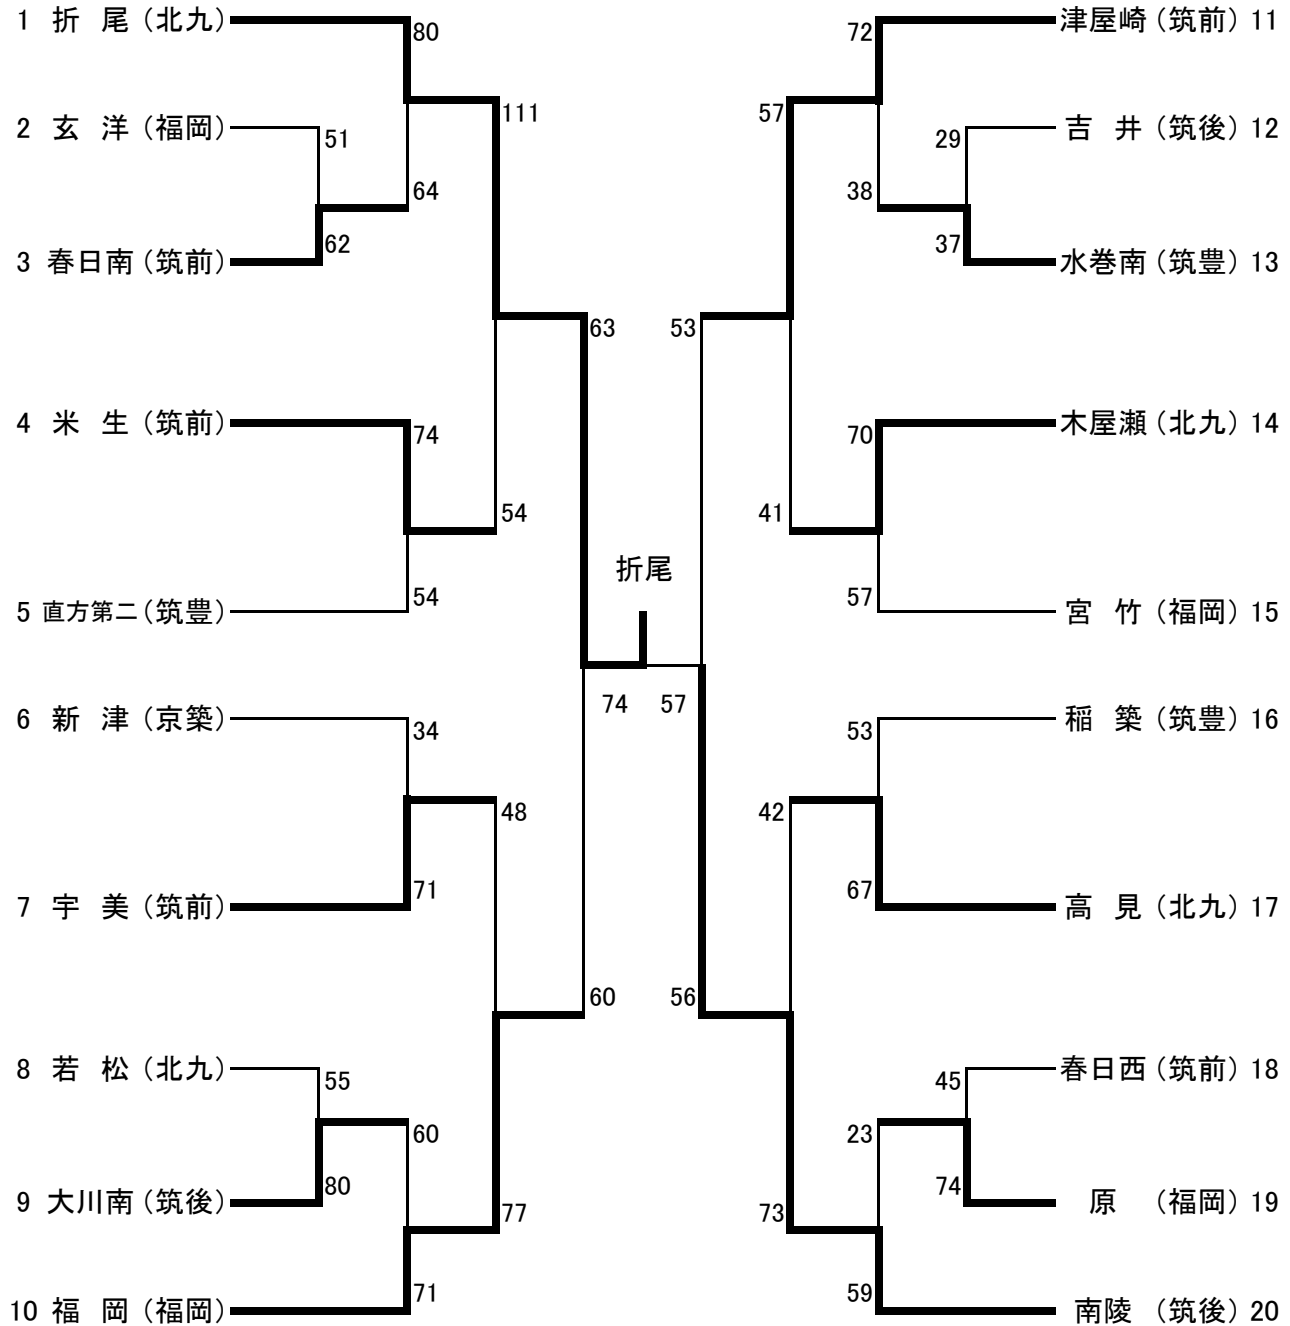 1 折 尾 (北九)
80
72
津屋崎 (筑前) 11
111
57
2 玄 洋 (福岡)
51
29
吉 井 (筑後) 12
64
38
3 春日南 (筑前)
62
37
水巻南 (筑豊) 13
63
53
4 米 生 (筑前)
74
70
木屋瀬 (北九) 14
54
41
折尾
54
57
5 直方第二 (筑豊)
宮 竹 (福岡) 15
74 57
6 新 津 (京築)
34
53
稲 築 (筑豊) 16
48
42
71
67
7 宇 美 (筑前)
高 見 (北九) 17
60
56
8 若 松 (北九)
55
45
春日西 (筑前) 18
60
23
9 大川南 (筑後)
80
74
原 (福岡) 19
77
73
71
59
10 福 岡 (福岡)
南陵 (筑後) 20